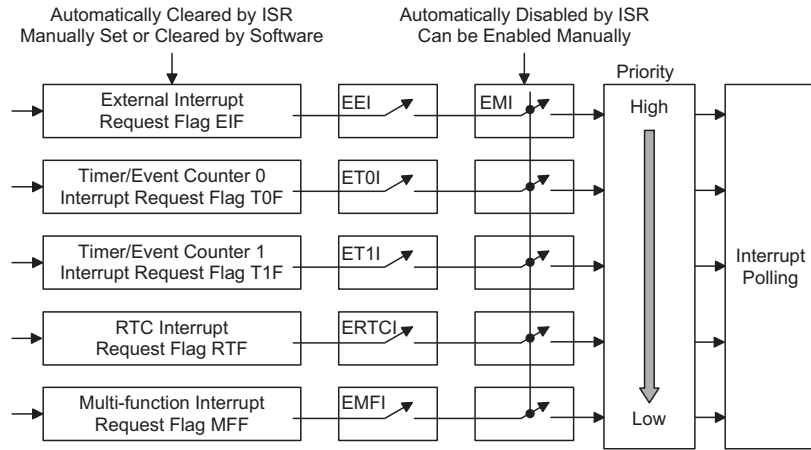 Automatically Cleared by ISR
Manually Set or Cleared by Software
Automatically Disabled by ISR
Can be Enabled Manually
Priority
External Interrupt
Request Flag EIF
EEI
EMI
High
Timer/Event Counter 0
Interrupt Request Flag T0F
ET0I
Timer/Event Counter 1
Interrupt Request Flag T1F
ET1I
Interrupt
Polling
RTC Interrupt
Request Flag RTF
ERTCI
Multi-function Interrupt
Request Flag MFF
EMFI
Low